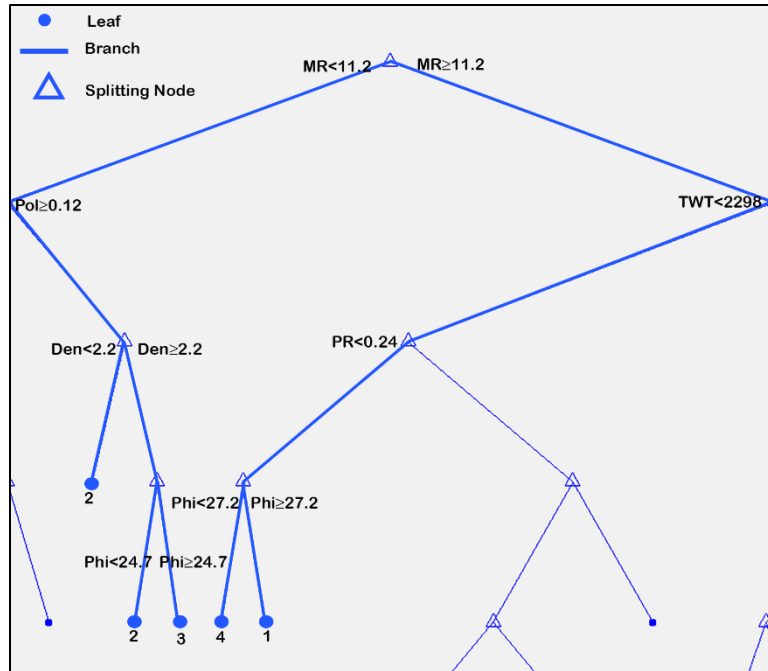 Leaf
Branch
Splitting Node
MR<11.2 MR≥11.2
Pol≥0.12 TWT<2298
Den<2.2 Den≥2.2 PR<0.24
2 Phi<27.2 Phi≥27.2
Phi<24.7 Phi≥24.7
2 3 4 1